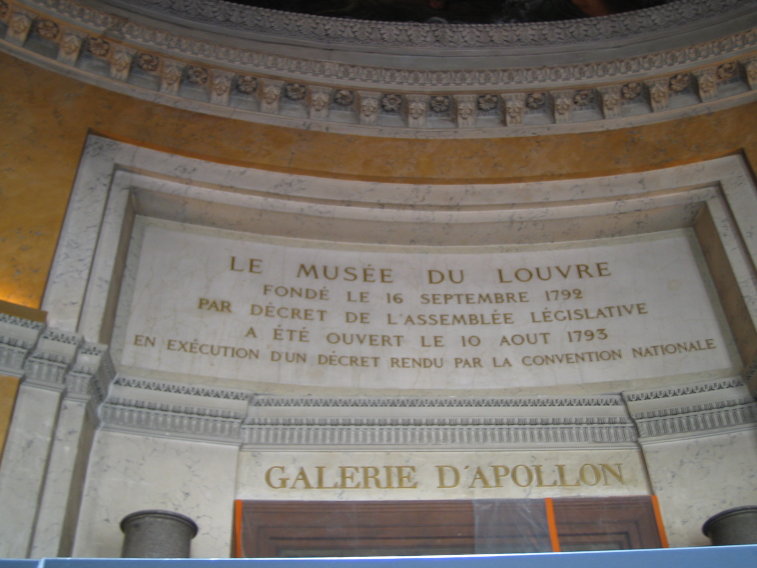 LE MUSÉE DU LOUVRE
FONDÉ LE 16 SEPTEMBRE 1792
PAR DÉCRET DE L'ASSEMBLÉE LÉGISLATIVE
A ÉTÉ OUVERT LE 10 AOUT 1793
EN EXÉCUTION D'UN DÉCRET RENDU PAR LA CONVENTION NATIONALE
GALERIE D'APOLLON